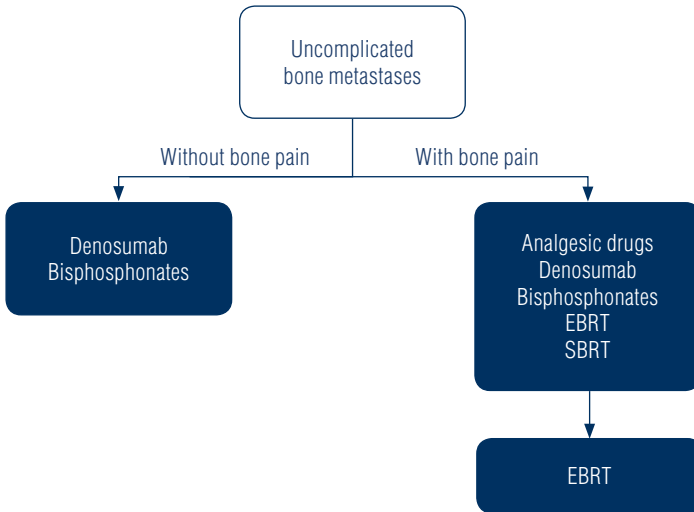 Uncomplicated
bone metastases
Without bone pain
With bone pain
Denosumab
Bisphosphonates
Analgesic drugs
Denosumab
Bisphosphonates
EBRT
SBRT
EBRT